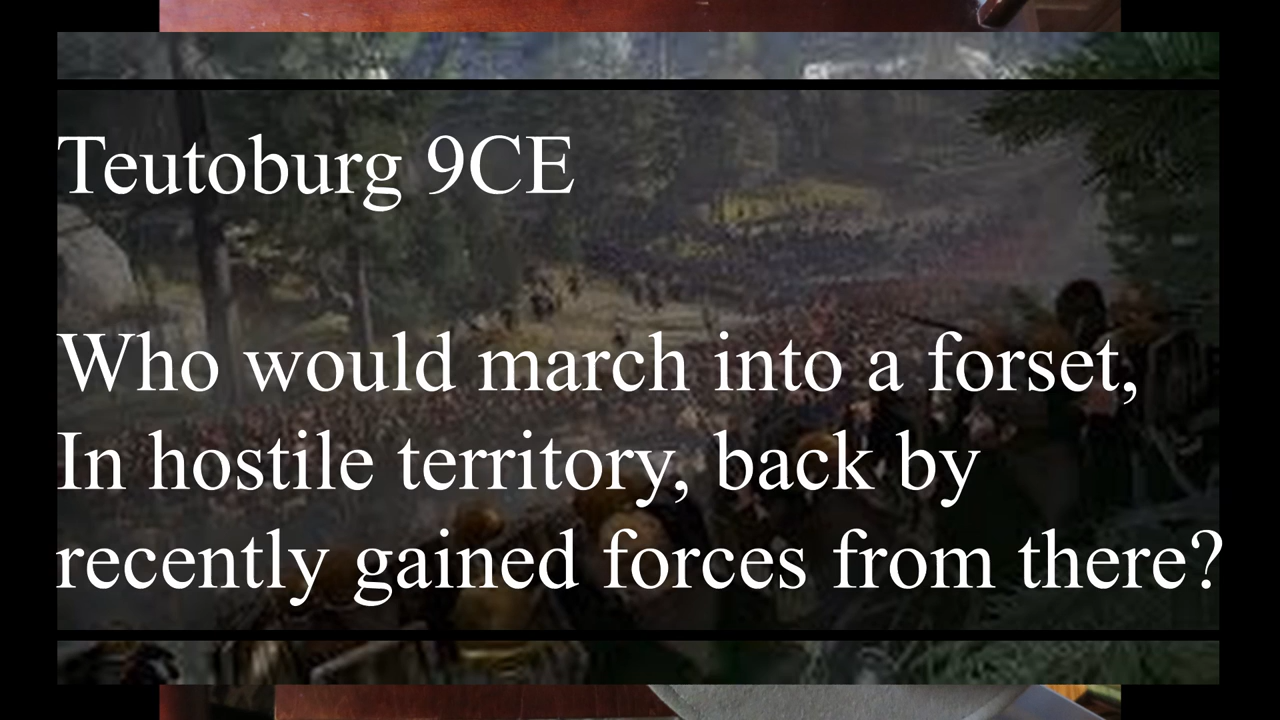 Teutoburg 9CE
Who would march into a forset,
In hostile territory, back by
recently gained forces from there?